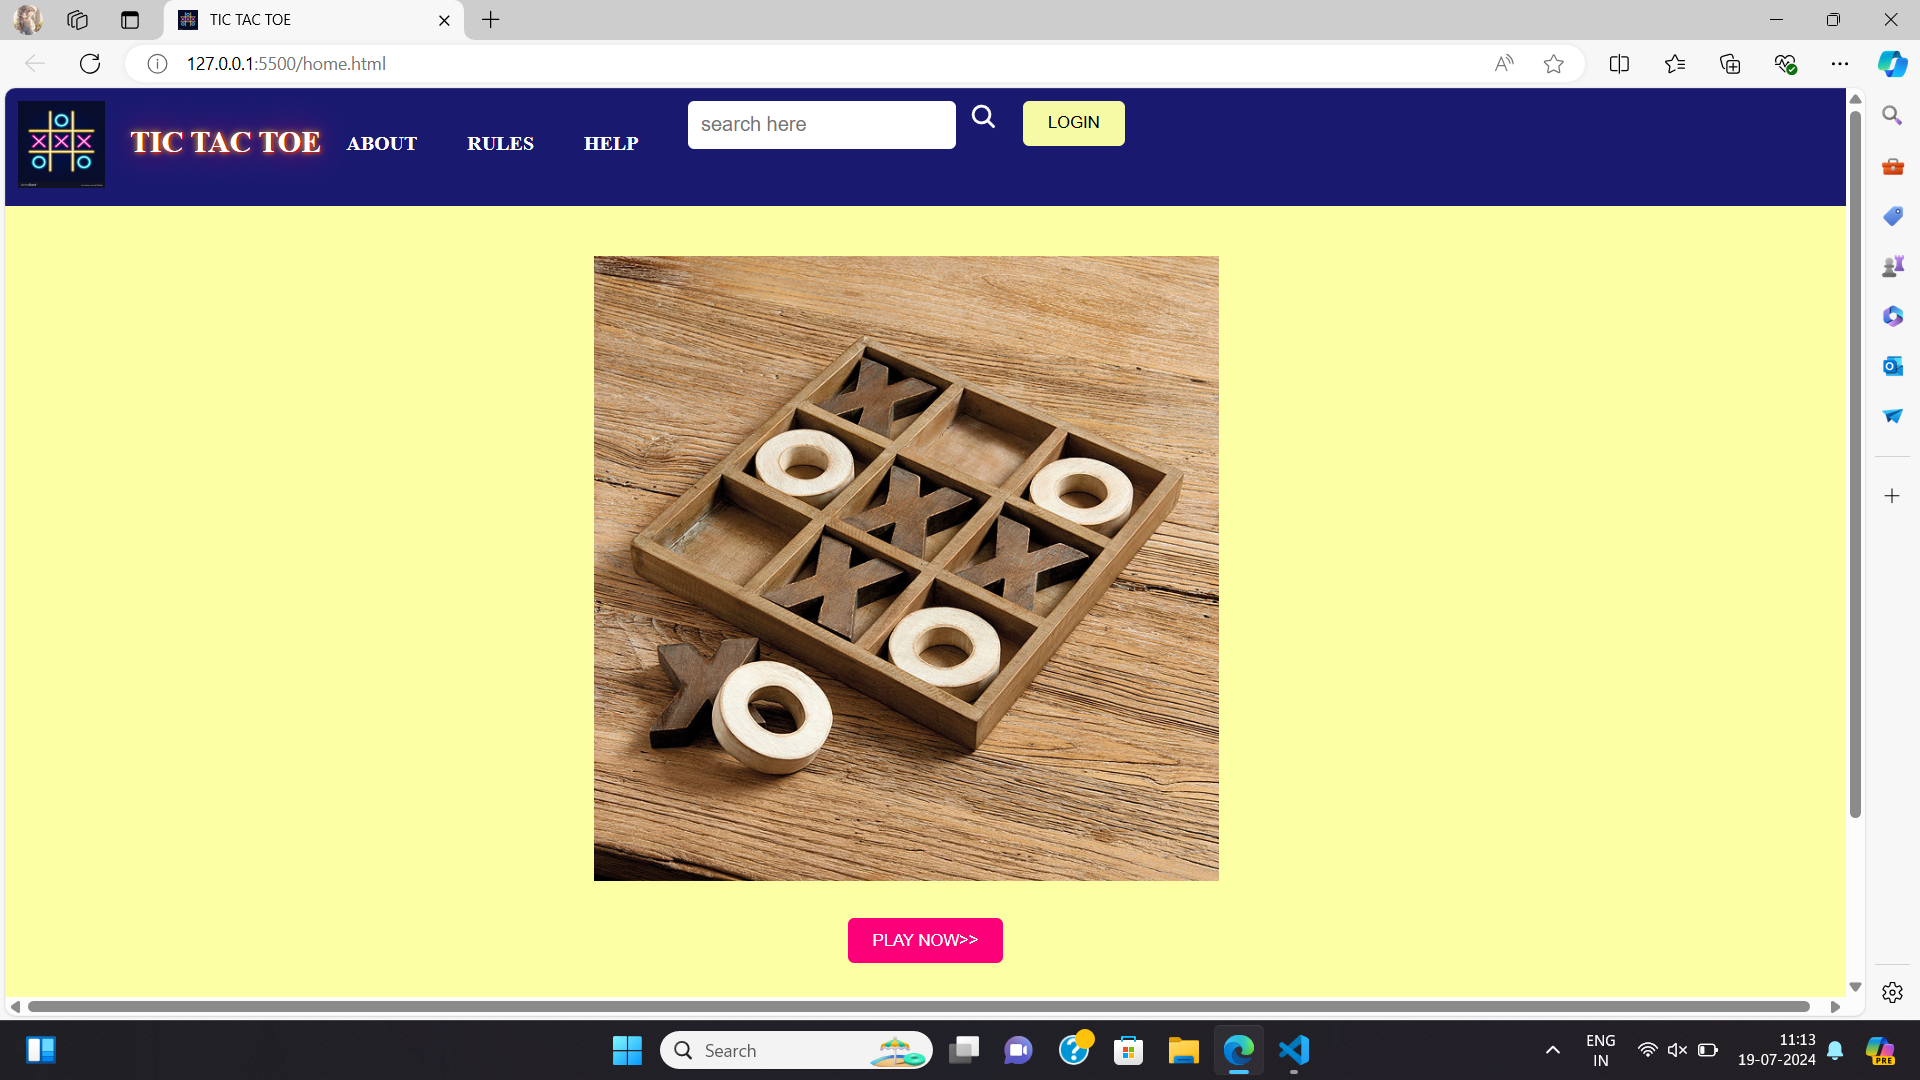 TIC TAC TOE
127.0.0.1:5500/home.html
TIC TAC TOE
ABOUT
RULES
HELP
search here
LOGIN
PLAY NOW>>
Search
ENG
IN
11:13
19-07-2024
PRE